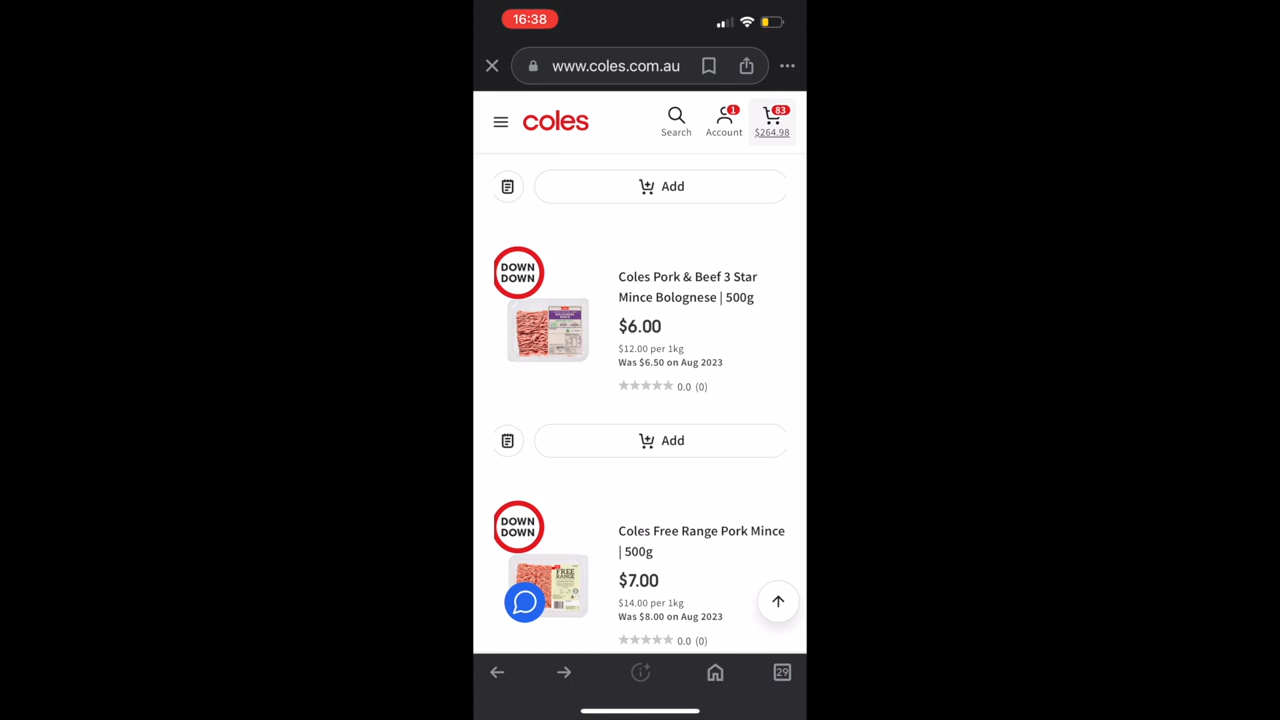 16:38
www.coles.com.au
coles
Search
Account
1
83
$264.98
Add
DOWN
DOWN
Coles Pork & Beef 3 Star
Mince Bolognese | 500g
$6.00
$12.00 per 1kg
Was $6.50 on Aug 2023
0.0 (0)
Add
DOWN
DOWN
FREE
RANGE
Coles Free Range Pork Mince
| 500g
$7.00
$14.00 per 1kg
Was $8.00 on Aug 2023
0.0 (0)
29